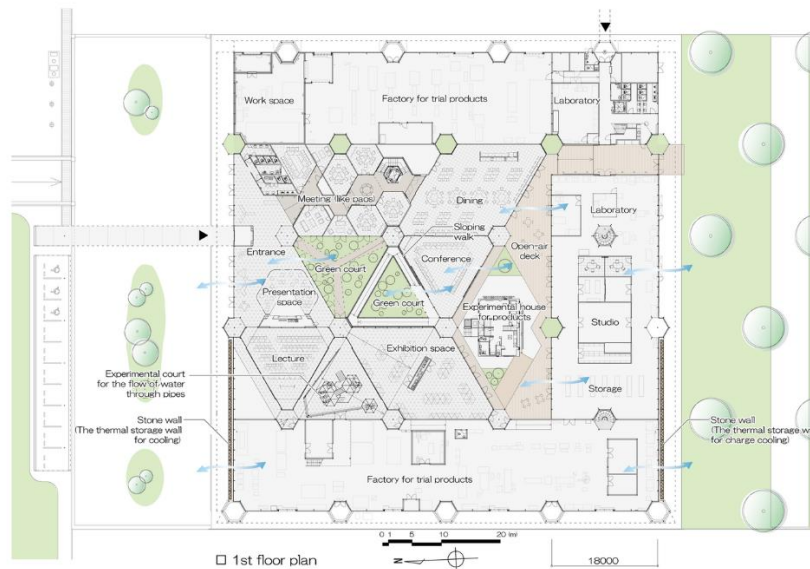 Work space
Factory for trial products
Laboratory
Meeting (like pads)
Dining
Laboratory
Sloping
walk
Entrance
Conference
Open-air
deck
Green court
Presentation
space
Green court
Experimental house
for products
Studio
Exhibition space
Lecture
Experimental court
for the flow of water
through pipes
Storage
Stone wall
(The thermal storage wall
for cooling)
Stone wall
(The thermal storage w
for charge cooling)
Factory for trial products
0 1 5 10 20 (m)
□ 1st floor plan
N
18000